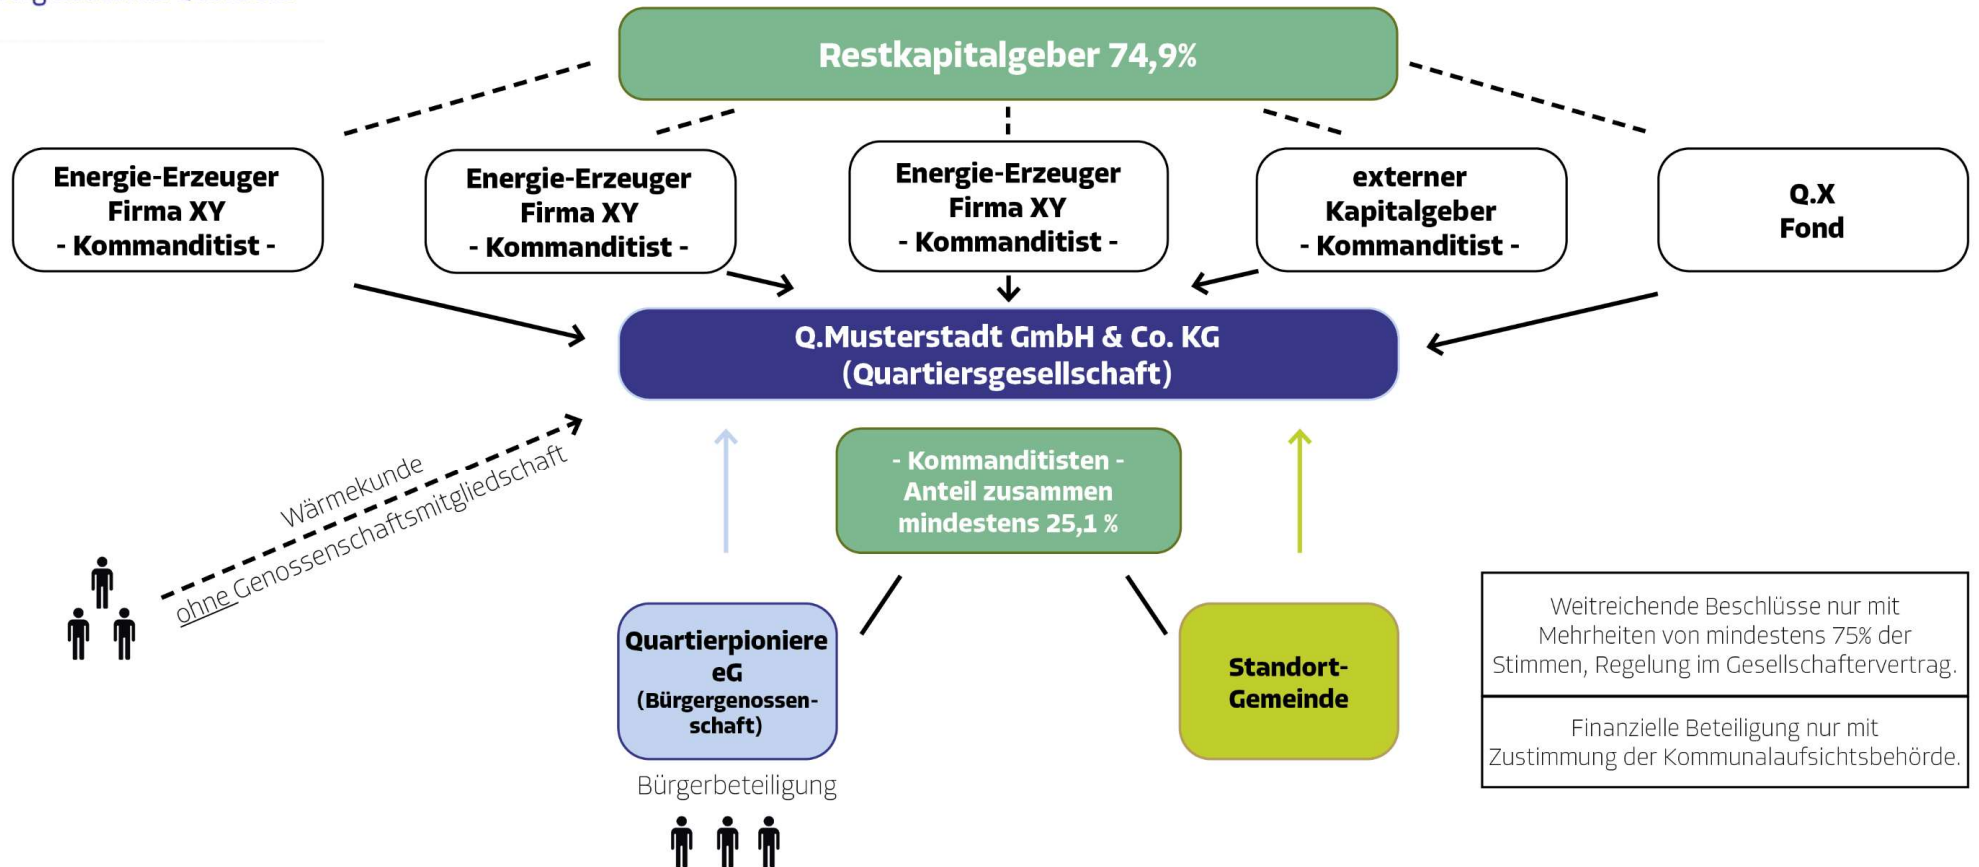 Restkapitalgeber 74,9%
Energie-Erzeuger
Firma XY
- Kommanditist -
Energie-Erzeuger
Firma XY
- Kommanditist -
Energie-Erzeuger
Firma XY
- Kommanditist -
externer
Kapitalgeber
- Kommanditist -
Q.X
Fond
Q.Musterstadt GmbH & Co. KG
(Quartiersgesellschaft)
Wärmekunde
ohne Genossenschaftsmitgliedschaft
- Kommanditisten -
Anteil zusammen
mindestens 25,1 %
Quartierpioniere
eG
(Bürgergenossen-
schaft)
Bürgerbeteiligung
Standort-
Gemeinde
Weitreichende Beschlüsse nur mit
Mehrheiten von mindestens 75% der
Stimmen, Regelung im Gesellschaftervertrag.
Finanzielle Beteiligung nur mit
Zustimmung der Kommunalaufsichtsbehörde.